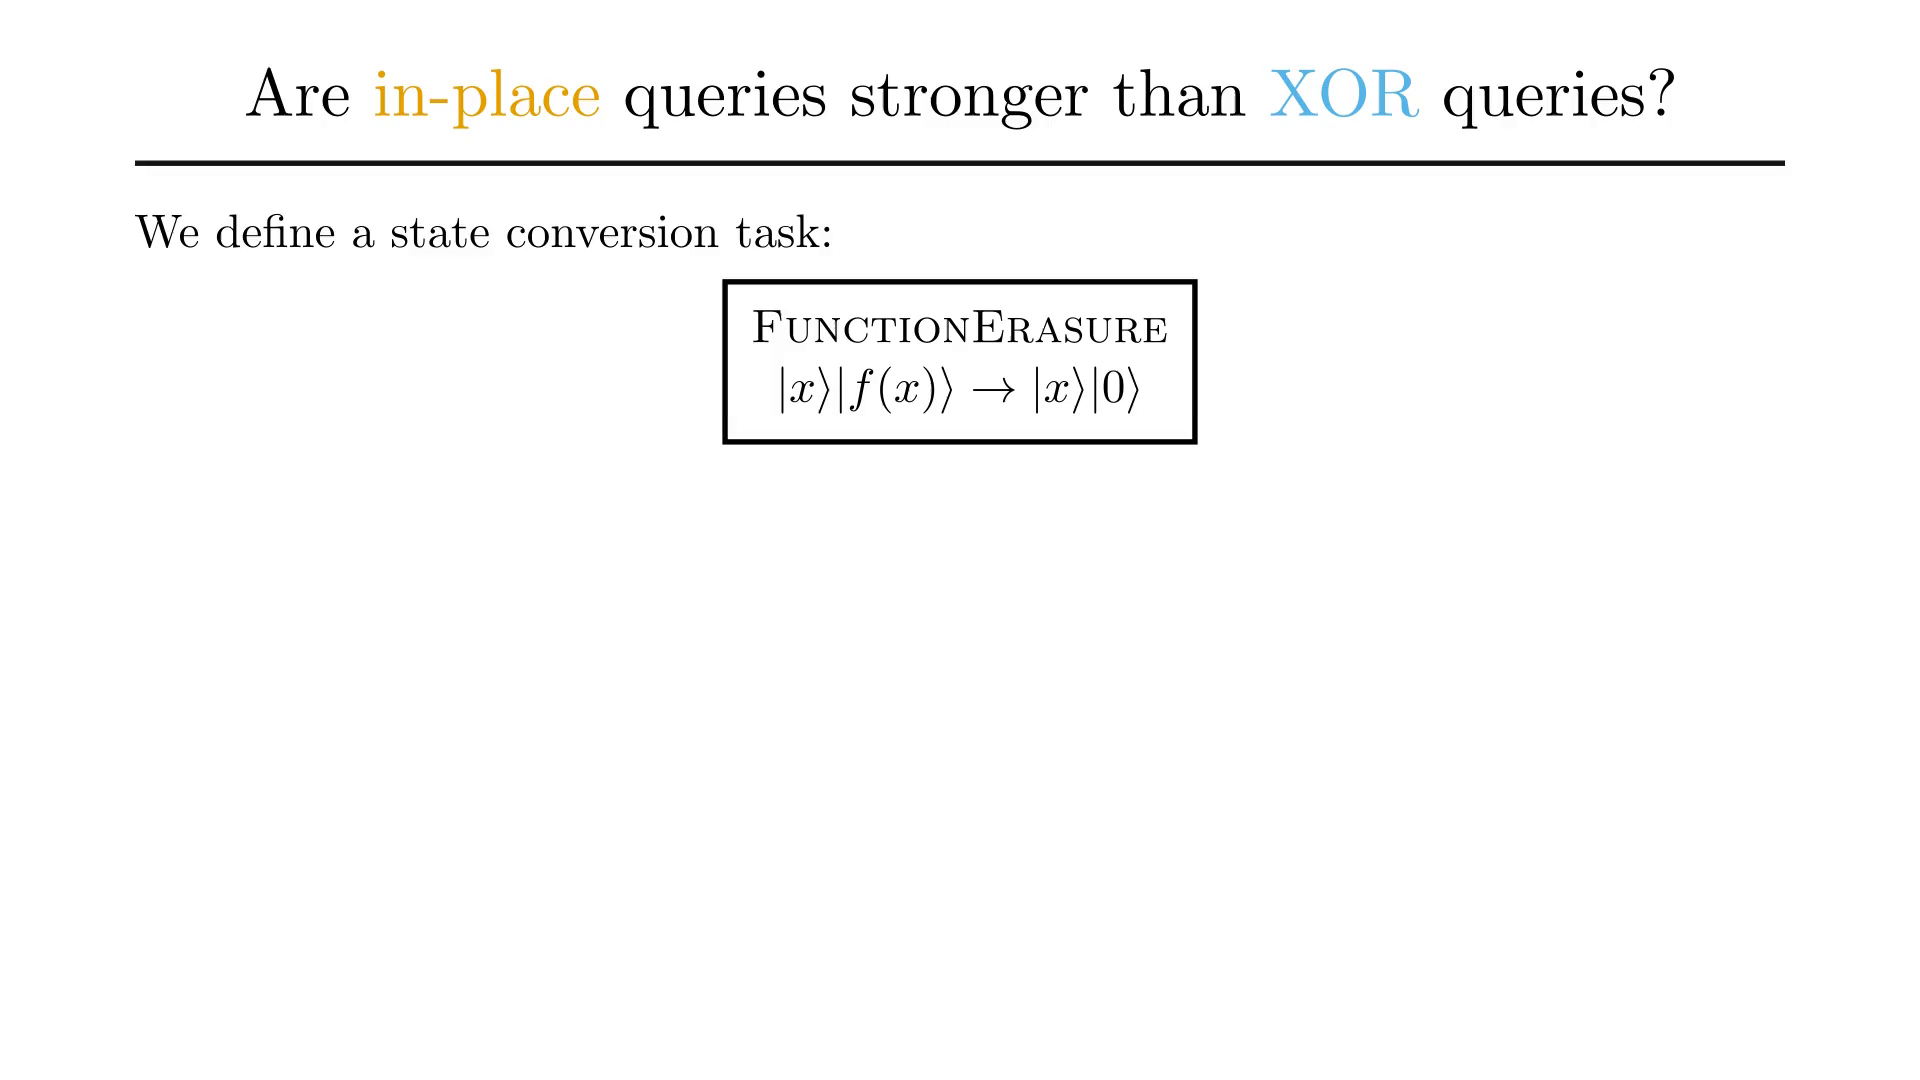 Are in-place queries stronger than XOR queries?
We define a state conversion task:
FUNCTIONERASURE
|x⟩|f(x)⟩ → |x⟩|0⟩